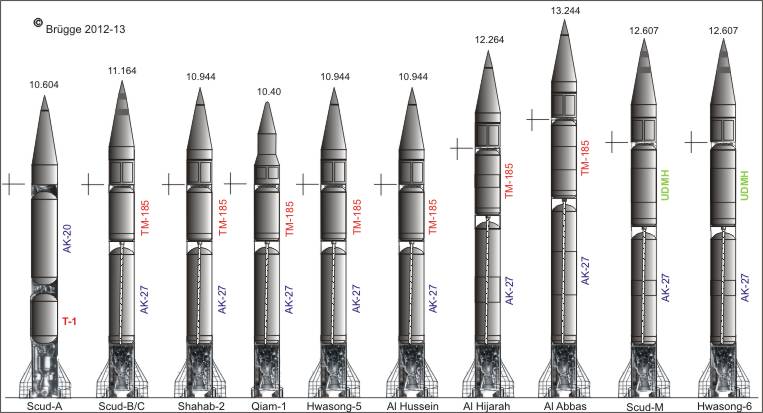 © Brügge 2012-13
10.604
11.164
10.944
10.40
10.944
10.944
12.264
13.244
12.607
12.607
AK-20
T-1
TM-185
AK-27
TM-185
AK-27
TM-185
AK-27
TM-185
AK-27
TM-185
AK-27
TM-185
AK-27
TM-185
AK-27
UDMH
AK-27
UDMH
AK-27
Scud-A
Scud-B/C
Shahab-2
Qiam-1
Hwasong-5
Al Hussein
Al Hijarah
Al Abbas
Scud-M
Hwasong-6